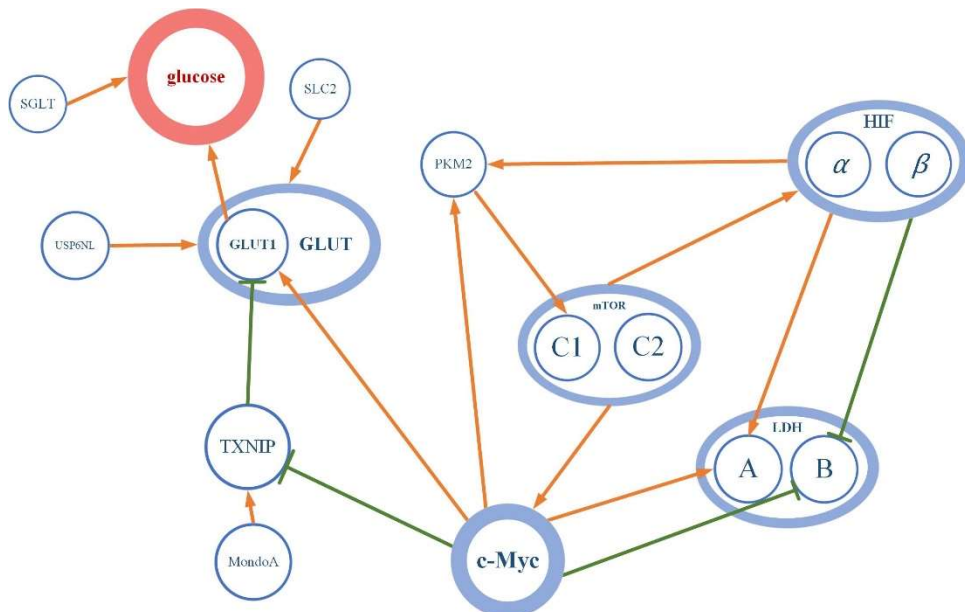 glucose
SGLT
SLC2
HIF
α
β
PKM2
USP6NL
GLUT1
GLUT
mTOR
C1
C2
TXNIP
LDH
A
B
MondoA
c-Myc